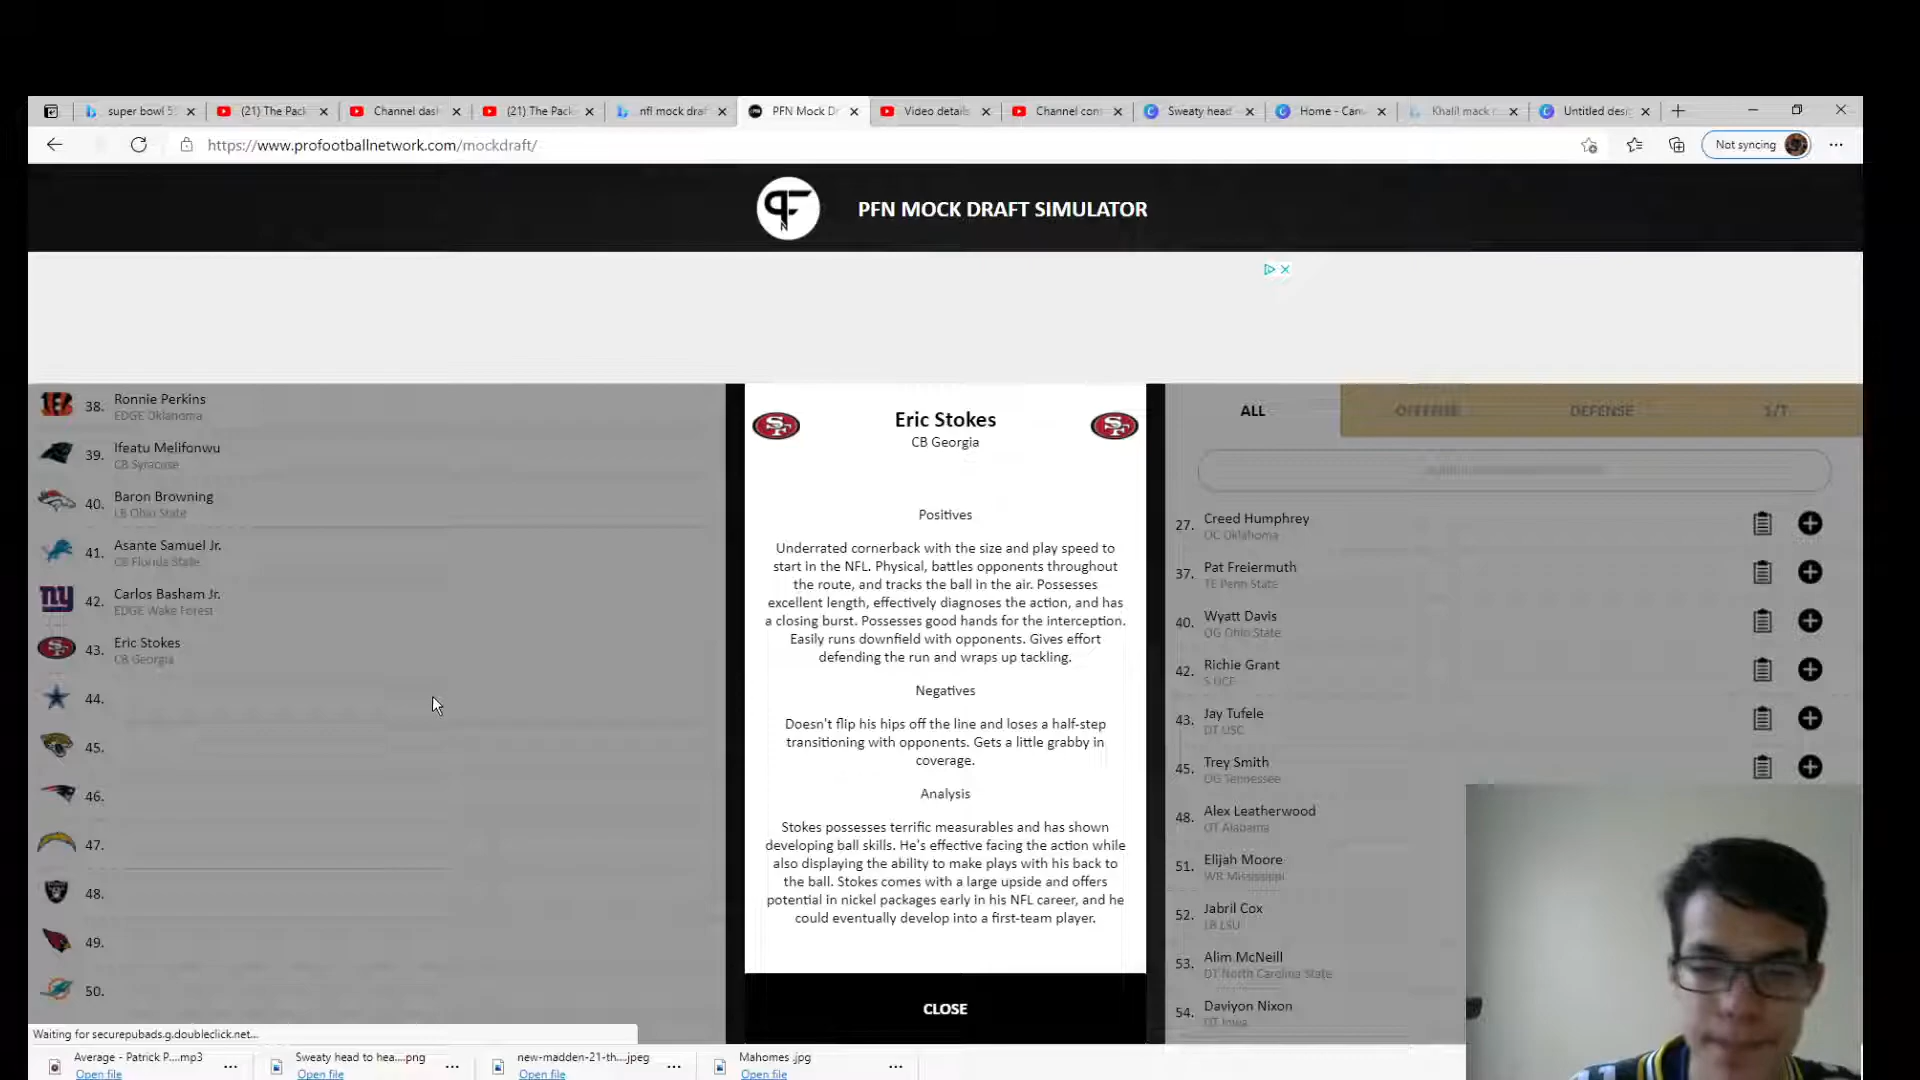 super bowl 5
(21) The Pack
Channel dash
(21) The Pack
nfl mock draf
PFN Mock Dr
Video details
Channel con
Sweaty head
Home - Can
Khalil mack
Untitled desi
https://www.profootballnetwork.com/mockdraft/
Not syncing
PFN MOCK DRAFT SIMULATOR
38. Ronnie Perkins
EDGE Oklahoma
39. Ifeatu Melifonwu
CB Syracuse
40. Baron Browning
LB Ohio State
41. Asante Samuel Jr.
CB Florida State
42. Carlos Basham Jr.
EDGE Wake Forest
43. Eric Stokes
CB Georgia
44.
45.
46.
47.
48.
49.
50.
Eric Stokes
CB Georgia
Positives
Underrated cornerback with the size and play speed to
start in the NFL. Physical, battles opponents throughout
the route, and tracks the ball in the air. Possesses
excellent length, effectively diagnoses the action, and has
a closing burst. Possesses good hands for the interception.
Easily runs downfield with opponents. Gives effort
defending the run and wraps up tackling.
Negatives
Doesn't flip his hips off the line and loses a half-step
transitioning with opponents. Gets a little grabby in
coverage.
Analysis
Stokes possesses terrific measurables and has shown
developing ball skills. He's effective facing the action while
also displaying the ability to make plays with his back to
the ball. Stokes comes with a large upside and offers
potential in nickel packages early in his NFL career, and he
could eventually develop into a first-team player.
CLOSE
ALL
OFFENSE
DEFENSE
S/T
27. Creed Humphrey
OC Oklahoma
37. Pat Freiermuth
TE Penn State
40. Wyatt Davis
OG Ohio State
42. Richie Grant
S UCF
43. Jay Tufele
DT USC
45. Trey Smith
OG Tennessee
48. Alex Leatherwood
OT Alabama
51. Elijah Moore
WR Mississippi
52. Jabril Cox
LB LSU
53. Alim McNeill
DT North Carolina State
54. Daviyon Nixon
DT Iowa
Waiting for securepubads.g.doubleclick.net...
Average - Patrick P....mp3
Open file
Sweaty head to hea....png
Open file
new-madden-21-th....jpeg
Open file
Mahomes .jpg
Open file